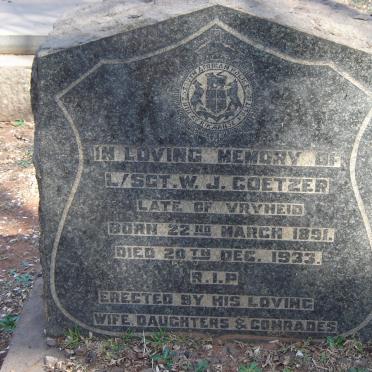 IN LOVING MEMORY OF
L/SGT. W. J. COETZER
LATE OF VRYHEID
BORN 22ND MARCH 1891.
DIED 20TH DEC. 1933.
R.I.P
ERECTED BY HIS LOVING
WIFE, DAUGHTERS & COMRADES